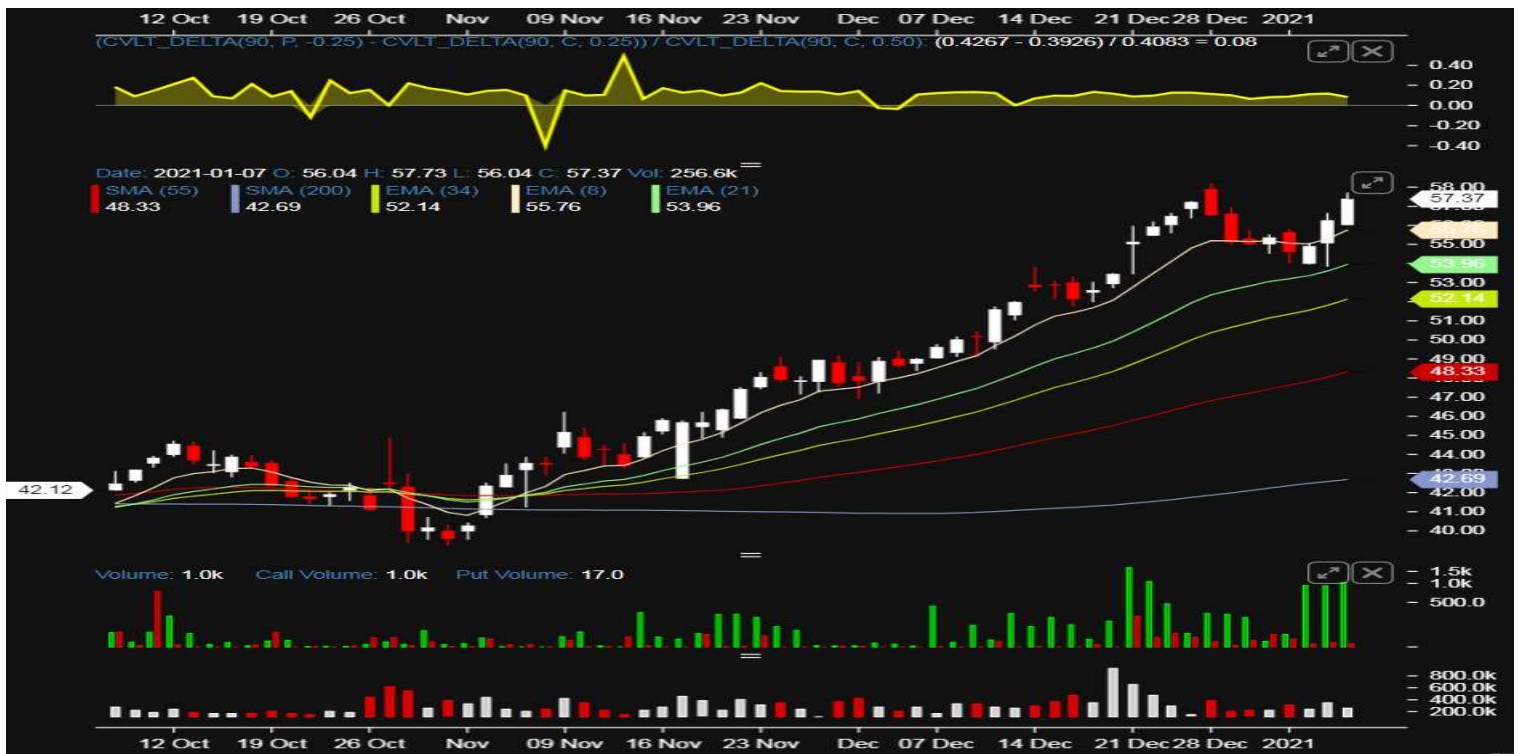 12 Oct 19 Oct 26 Oct Nov 09 Nov 16 Nov 23 Nov Dec 07 Dec 14 Dec 21 Dec 28 Dec 2021
(CVLT_DELTA(90, P, -0.25) - CVLT_DELTA(90, C, 0.25)) / CVLT_DELTA(90, C, 0.50): (0.4267 - 0.3926) / 0.4083 = 0.08
0.40
0.20
0.00
-0.20
-0.40
Date: 2021-01-07 O: 56.04 H: 57.73 L: 56.04 C: 57.37 Vol: 256.6k
SMA (55) SMA (200) EMA (34) EMA (8) EMA (21)
48.33 42.69 52.14 55.76 53.96
58.00
57.37
55.76
55.00
53.96
53.00
52.14
51.00
50.00
49.00
48.33
47.00
46.00
45.00
44.00
42.69
42.12
42.00
41.00
40.00
Volume: 1.0k Call Volume: 1.0k Put Volume: 17.0
1.5k
1.0k
500.0
800.0k
600.0k
400.0k
200.0k
12 Oct 19 Oct 26 Oct Nov 09 Nov 16 Nov 23 Nov Dec 07 Dec 14 Dec 21 Dec 28 Dec 2021